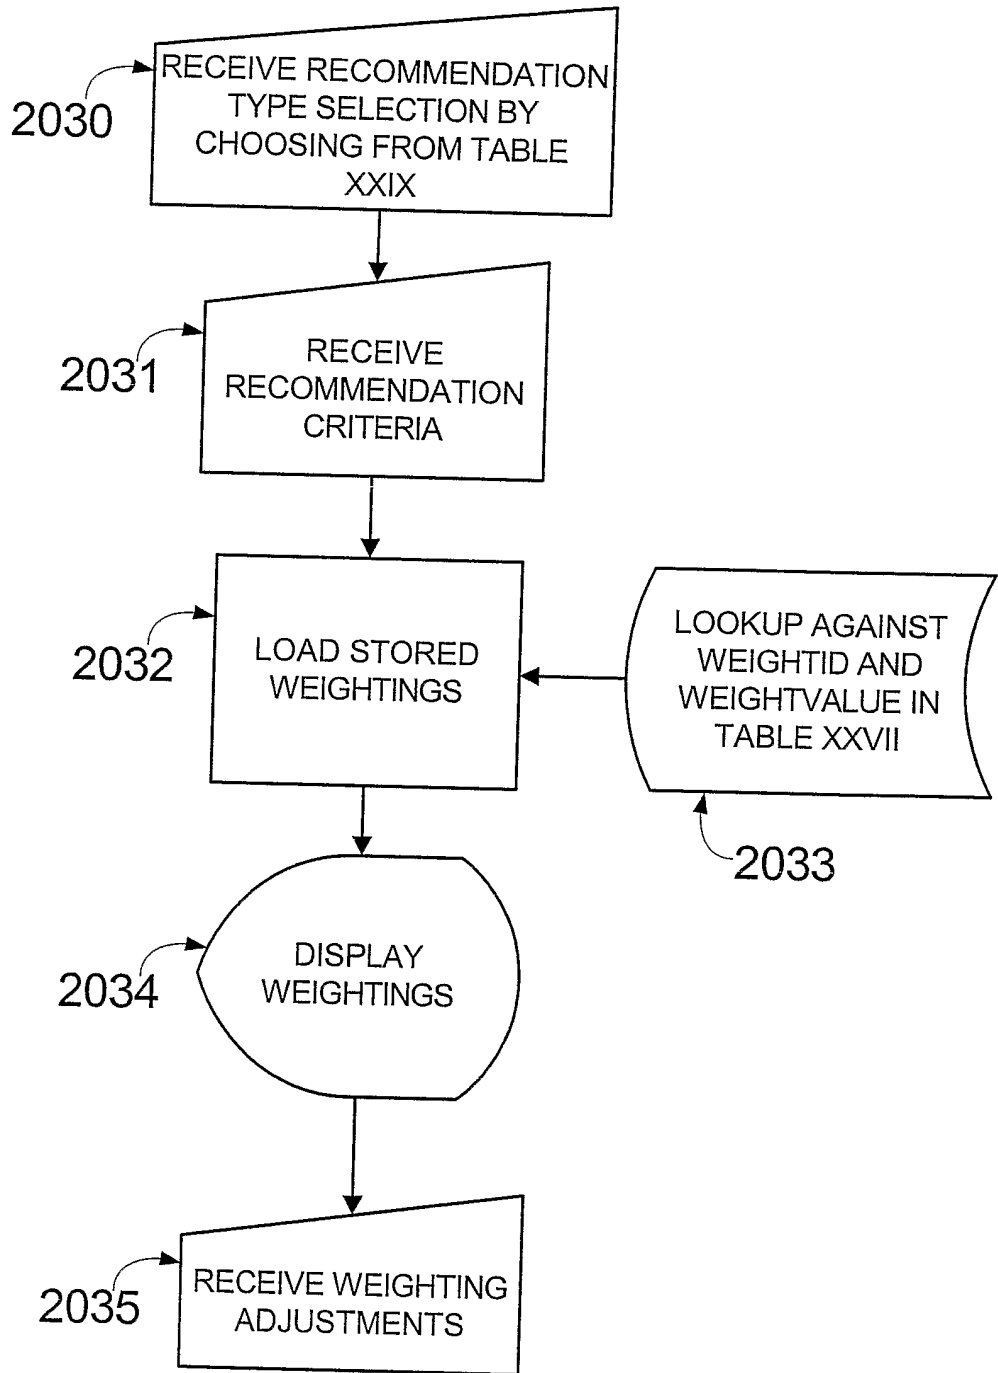 2030
RECEIVE RECOMMENDATION
TYPE SELECTION BY
CHOOSING FROM TABLE
XXIX
2031
RECEIVE
RECOMMENDATION
CRITERIA
2032
LOAD STORED
WEIGHTINGS
LOOKUP AGAINST
WEIGHTID AND
WEIGHTVALUE IN
TABLE XXVII
2033
2034
DISPLAY
WEIGHTINGS
2035
RECEIVE WEIGHTING
ADJUSTMENTS